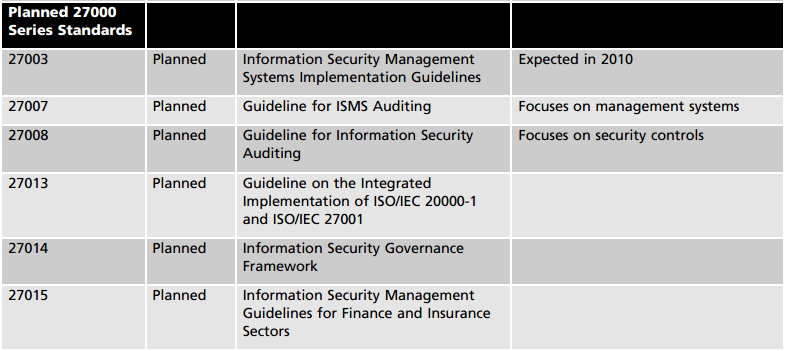 Planned 27000
Series Standards
27003 Planned Information Security Management Expected in 2010
Systems Implementation Guidelines
27007 Planned Guideline for ISMS Auditing Focuses on management systems
27008 Planned Guideline for Information Security Focuses on security controls
Auditing
27013 Planned Guideline on the Integrated
Implementation of ISO/IEC 20000-1
and ISO/IEC 27001
27014 Planned Information Security Governance
Framework
27015 Planned Information Security Management
Guidelines for Finance and Insurance
Sectors